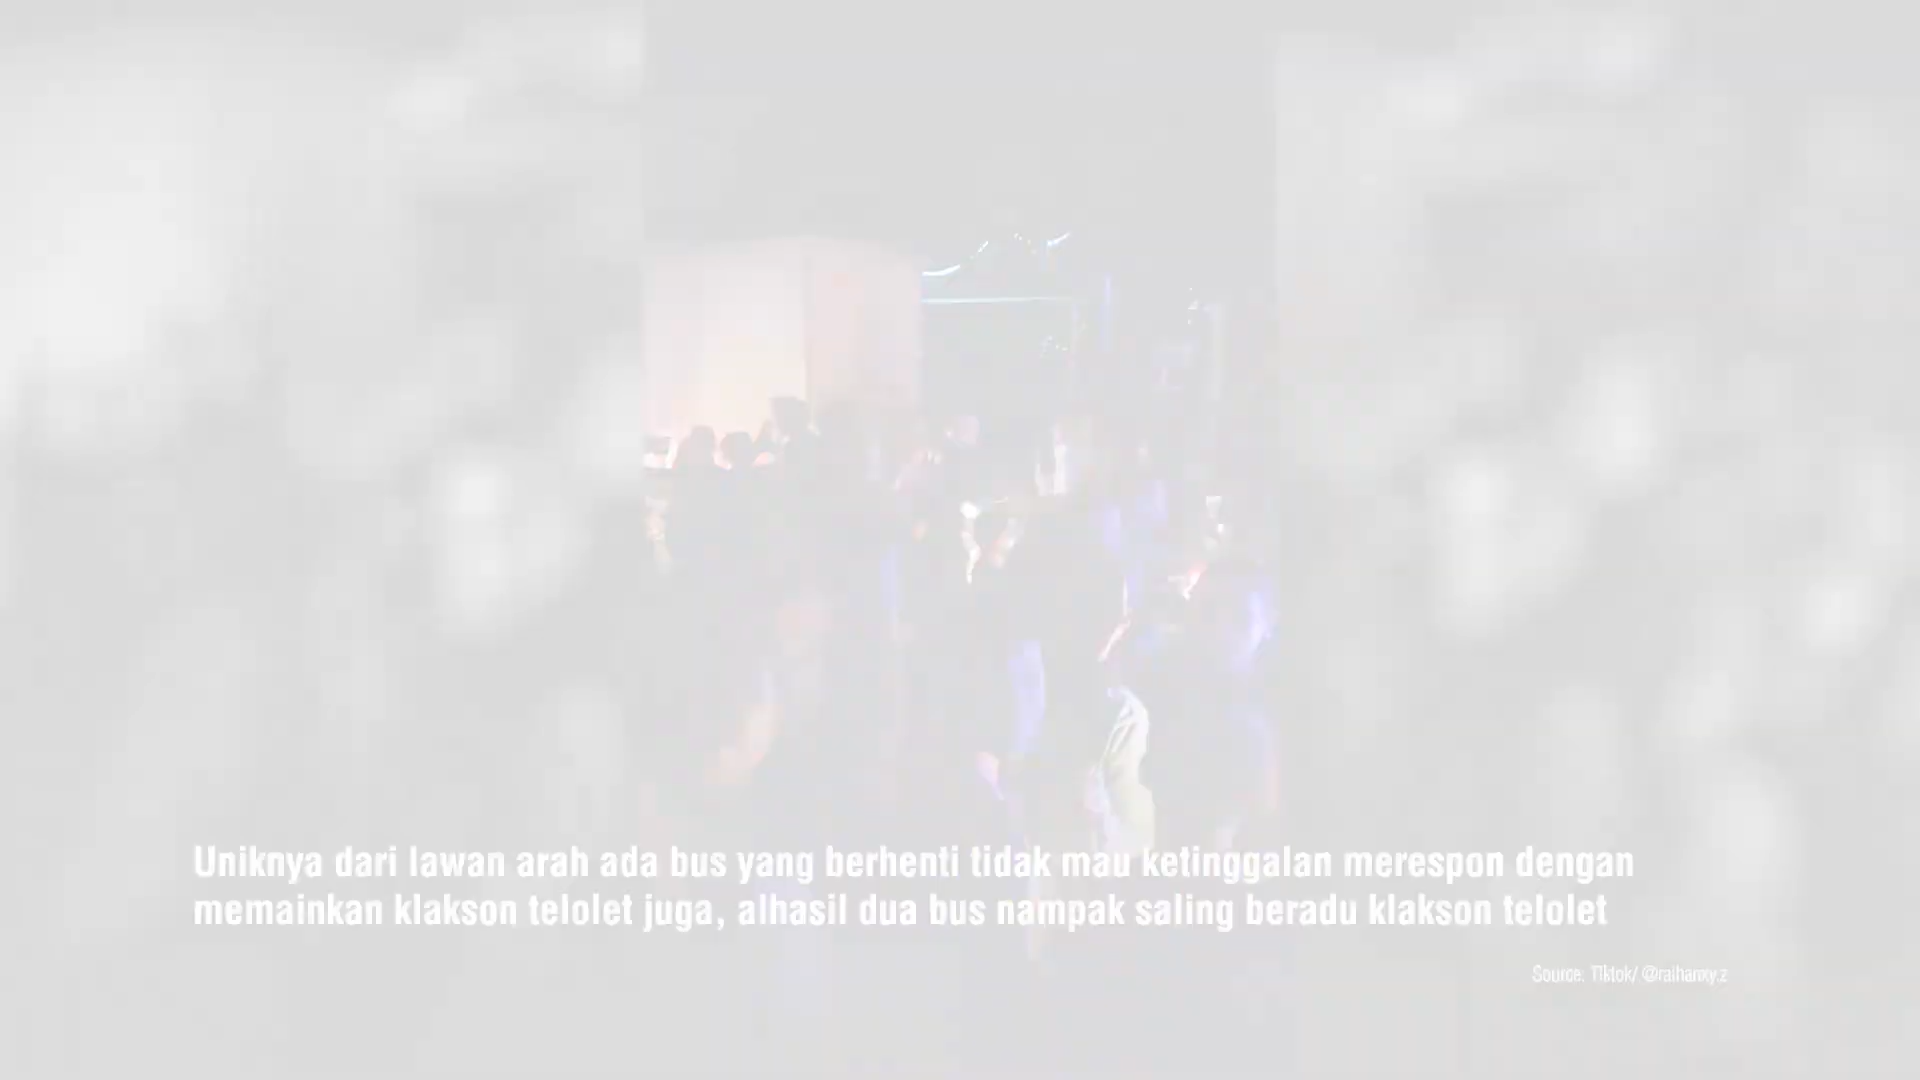 Uniknya dari lawan arah ada bus yang berhenti tidak mau ketinggalan merespon dengan
memainkan klakson telolet juga, alhasil dua bus nampak saling beradu klakson telolet
Source: Tiktok/ @raihanxy.z